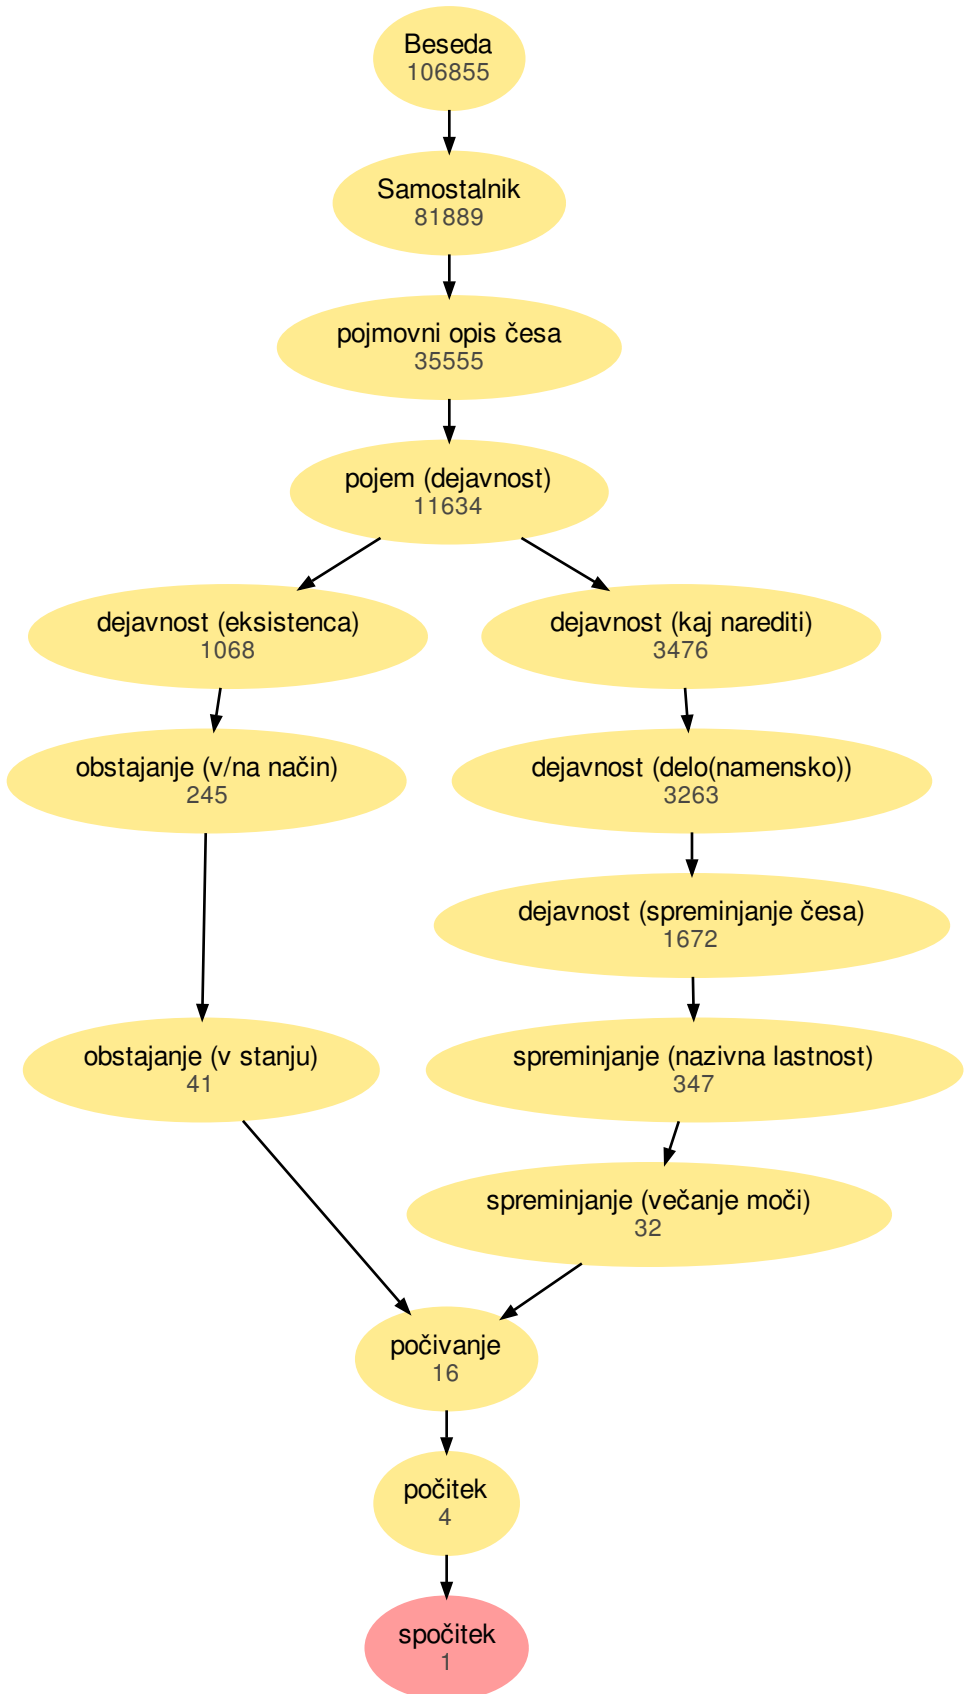 Beseda
106855
Samostalnik
81889
pojmovni opis česa
35555
pojem (dejavnost)
11634
dejavnost (eksistenca)
1068
dejavnost (kaj narediti)
3476
obstajanje (v/na način)
245
dejavnost (delo(namensko))
3263
dejavnost (spreminjanje česa)
1672
obstajanje (v stanju)
41
spreminjanje (nazivna lastnost)
347
spreminjanje (večanje moči)
32
počivanje
16
počitek
4
spočitek
1